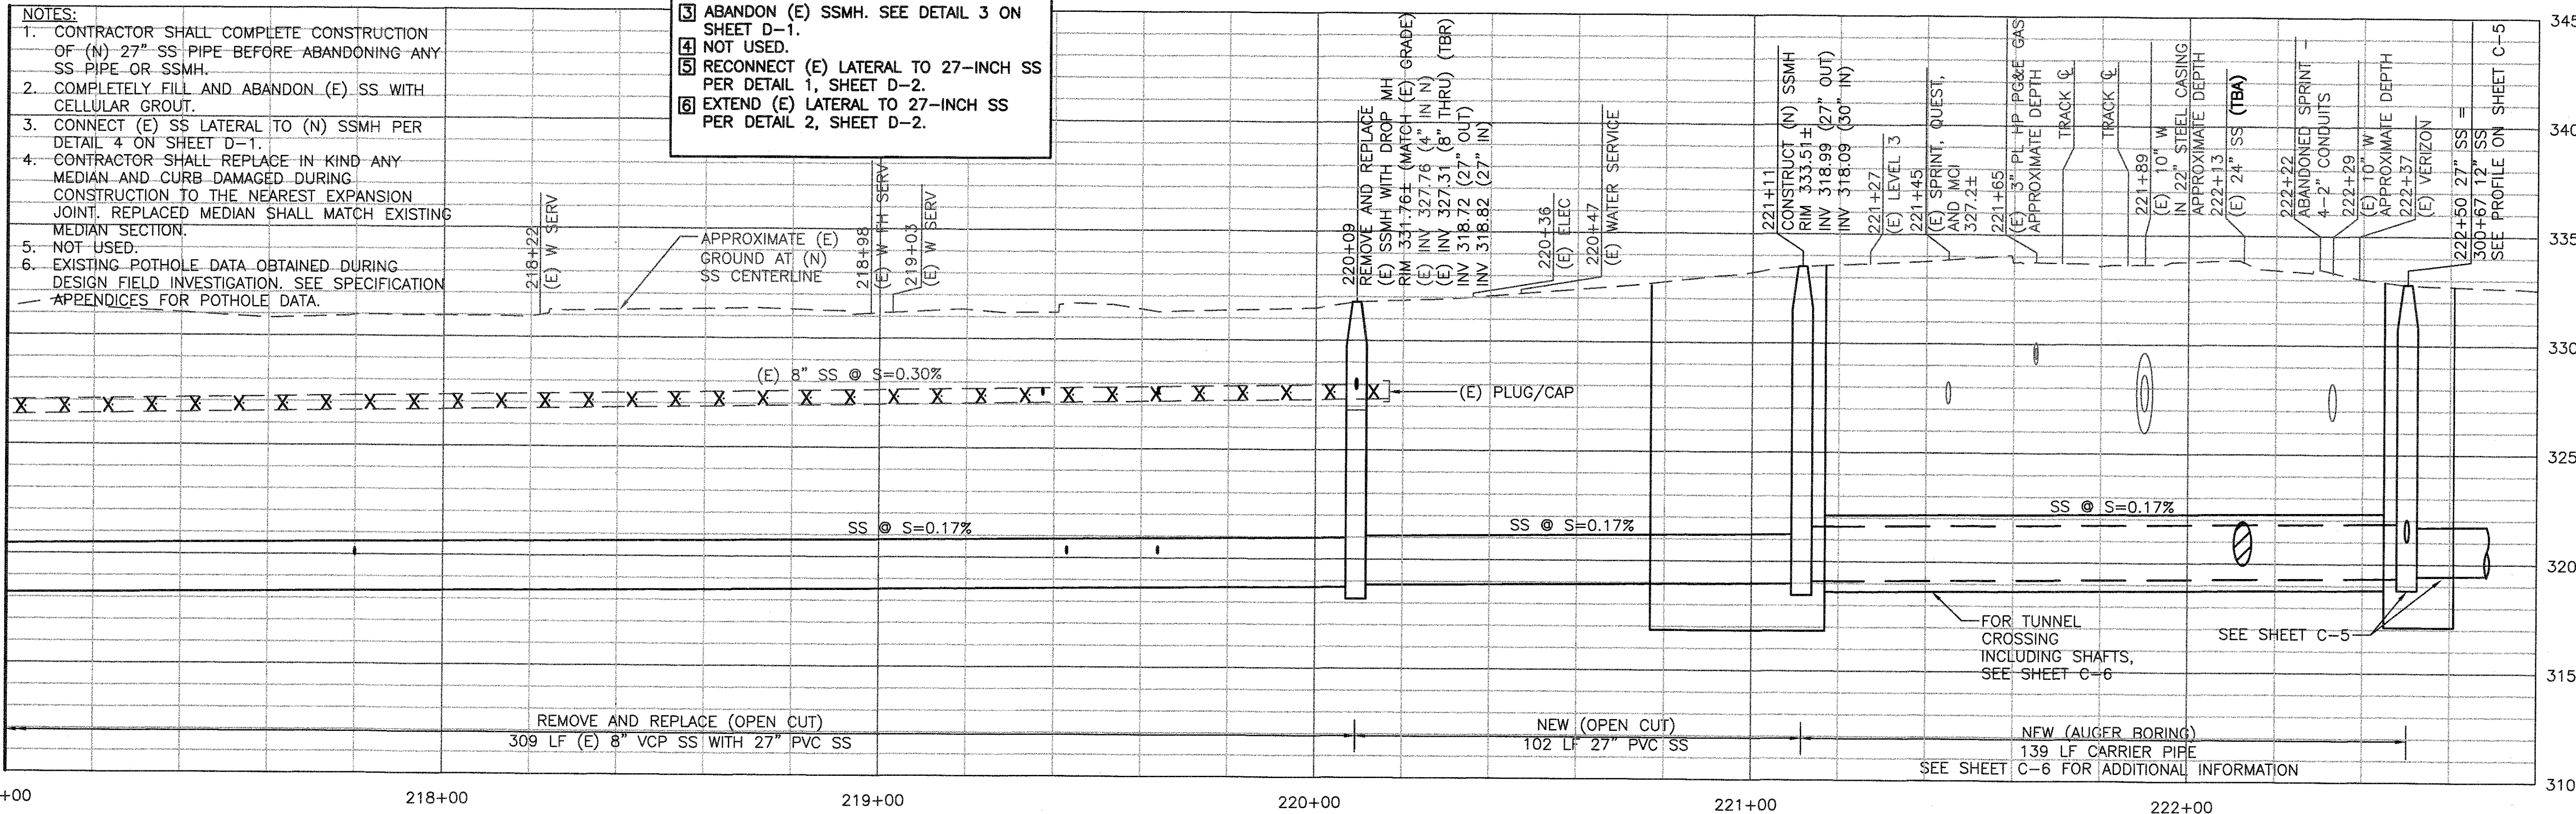 NOTES:
1. CONTRACTOR SHALL COMPLETE CONSTRUCTION
OF (N) 27" SS PIPE BEFORE ABANDONING ANY
SS PIPE OR SSMH.
2. COMPLETELY FILL AND ABANDON (E) SS WITH
CELLULAR GROUT.
3. CONNECT (E) SS LATERAL TO (N) SSMH PER
DETAIL 4 ON SHEET D-1.
4. CONTRACTOR SHALL REPLACE IN KIND ANY
MEDIAN AND CURB DAMAGED DURING
CONSTRUCTION TO THE NEAREST EXPANSION
JOINT. REPLACED MEDIAN SHALL MATCH EXISTING
MEDIAN SECTION.
5. NOT USED.
6. EXISTING POTHOLE DATA OBTAINED DURING
DESIGN FIELD INVESTIGATION. SEE SPECIFICATION
APPENDICES FOR POTHOLE DATA.
3 ABANDON (E) SSMH. SEE DETAIL 3 ON
SHEET D-1.
4 NOT USED.
5 RECONNECT (E) LATERAL TO 27-INCH SS
PER DETAIL 1, SHEET D-2.
6 EXTEND (E) LATERAL TO 27-INCH SS
PER DETAIL 2, SHEET D-2.
218+22
(E) W SERV
APPROXIMATE (E)
GROUND AT (N)
SS CENTERLINE
218+98
(E) W FH SERV
219+03
(E) W SERV
220+09
REMOVE AND REPLACE
(E) SSMH WITH DROP MH
RIM 331.76± (MATCH (E) GRADE)
(E) INV 327.76 (4" IN N)
(E) INV 327.31 (8" THRU) (TBR)
INV 318.72 (27" OUT)
INV 318.82 (27" IN)
220+36
(E) ELEC
220+47
(E) WATER SERVICE
221+11
CONSTRUCT (N) SSMH
RIM 333.51±
INV 318.99 (27" OUT)
INV 318.09 (30" IN)
221+27
(E) LEVEL 3
221+45
(E) SPRINT, QUEST,
AND MCI
327.2±
221+65
(E) 3" PL HP PG&E GAS
APPROXIMATE DEPTH
TRACK ℄
TRACK ℄
221+89
(E) 10" W
IN 22" STEEL CASING
APPROXIMATE DEPTH
222+13
(E) 24" SS (TBA)
222+22
ABANDONED SPRINT -
4-2" CONDUITS
222+29
(E) 10" W
APPROXIMATE DEPTH
222+37
(E) VERIZON
222+50 27" SS =
300+67 12" SS
SEE PROFILE ON SHEET C-5
345
340
335
330
325
320
315
310
(E) 8" SS @ S=0.30%
X X X X X X X X X X X X X X X X X X X X X X X X X X X X X X X X
(E) PLUG/CAP
SS @ S=0.17%
SS @ S=0.17%
SS @ S=0.17%
FOR TUNNEL
CROSSING
INCLUDING SHAFTS,
SEE SHEET C-6
SEE SHEET C-5
REMOVE AND REPLACE (OPEN CUT)
309 LF (E) 8" VCP SS WITH 27" PVC SS
NEW (OPEN CUT)
102 LF 27" PVC SS
NEW (AUGER BORING)
139 LF CARRIER PIPE
SEE SHEET C-6 FOR ADDITIONAL INFORMATION
+00
218+00
219+00
220+00
221+00
222+00